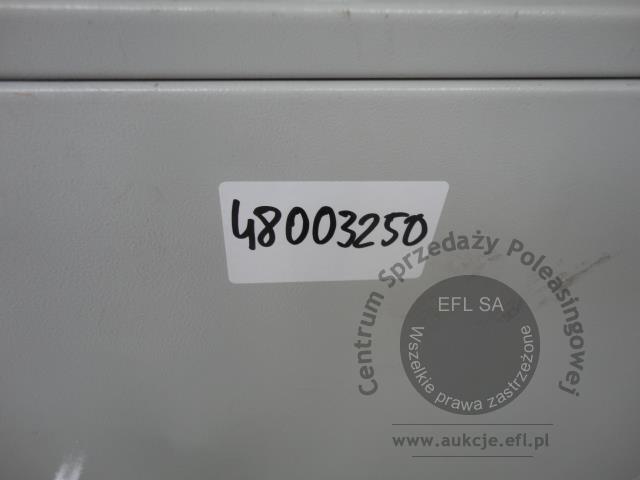 48003250
Centrum Sprzedaży Poleasingowej
EFL SA
Wszelkie prawa zastrzeżone
www.aukcje.efl.pl